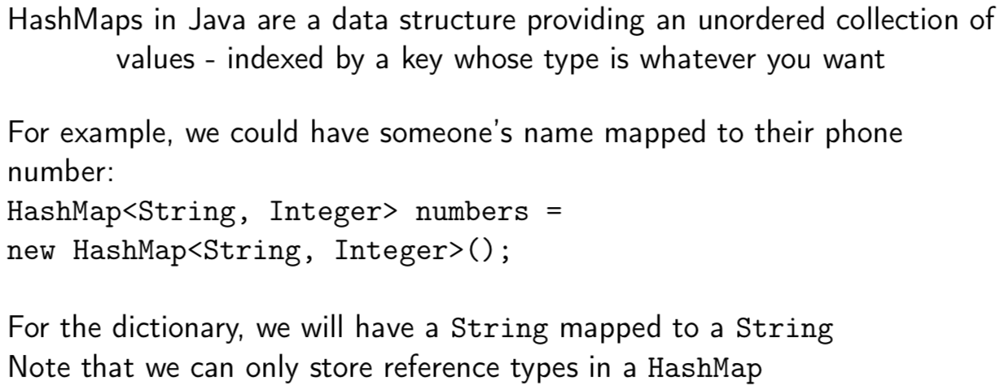 HashMaps in Java are a data structure providing an unordered collection of
values - indexed by a key whose type is whatever you want
For example, we could have someone's name mapped to their phone
number:
HashMap<String, Integer> numbers =
new HashMap<String, Integer>();
For the dictionary, we will have a String mapped to a String
Note that we can only store reference types in a HashMap